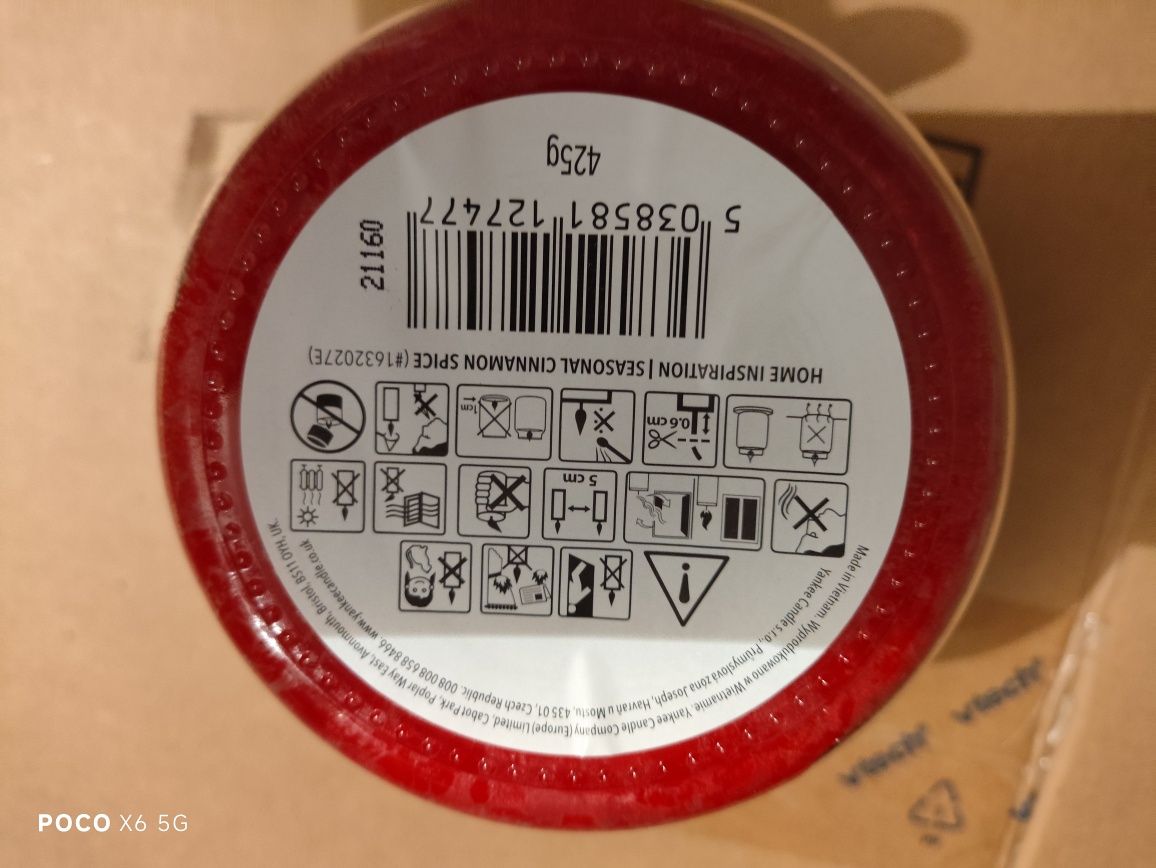 Made in Vietnam. Wyprodukowano w Wietnamie. Yankee Candle Company (Europe) Limited, Cabot Park, Poplar Way East, Avonmouth, Bristol, BS11 0YH, UK.
Yankee Candle s.r.o., Průmyslová zóna Joseph, Havraň u Mostu, 435 01, Czech Republic. 008 008 658 8466. www.yankeecandle.co.uk
5 cm
0.6 cm
1cm
HOME INSPIRATION | SEASONAL CINNAMON SPICE (#1632027E)
21160
5 038581 127477
425g
vtech
vtech
POCO X6 5G